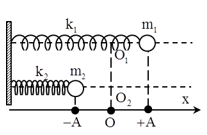 k₁ m₁
O₁
k₂ m₂
O₂ x
−A O +A